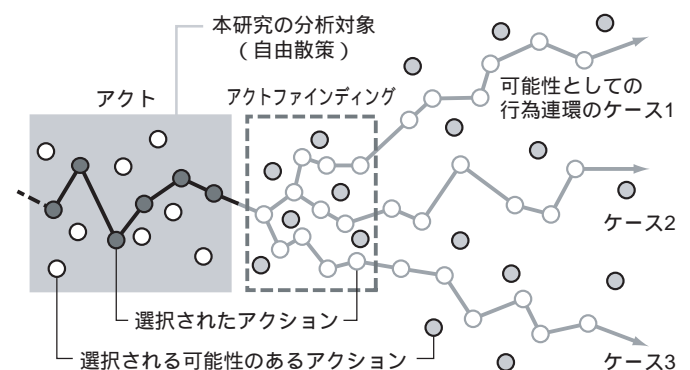 本研究の分析対象
（自由散策）
アクト
アクトファインディング
可能性としての
行為連環のケース1
ケース2
選択されたアクション
選択される可能性のあるアクション
ケース3